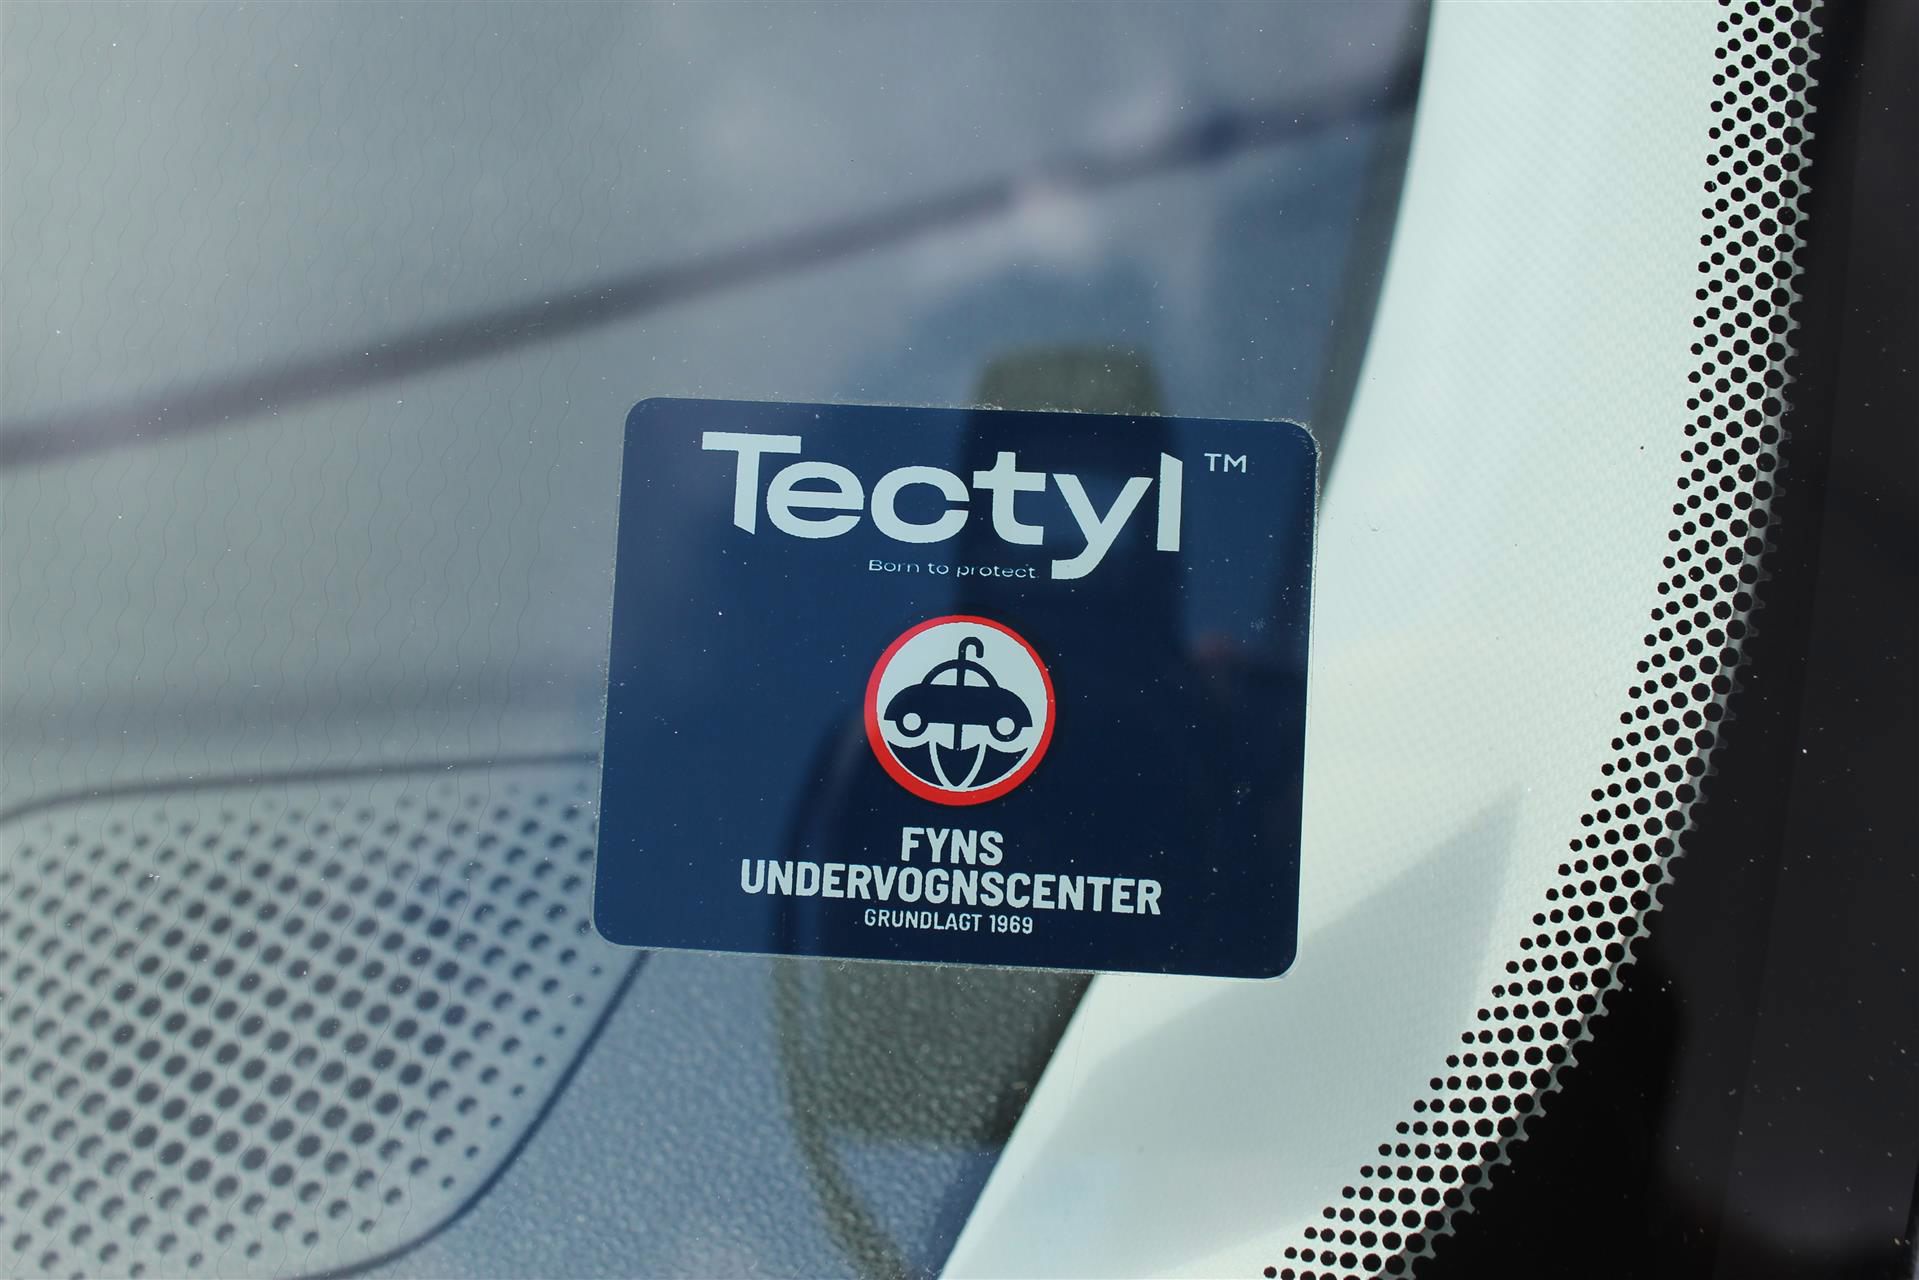 Tectyl™
Born to protect
FYNS
UNDERVOGNSCENTER
GRUNDLAGT 1969